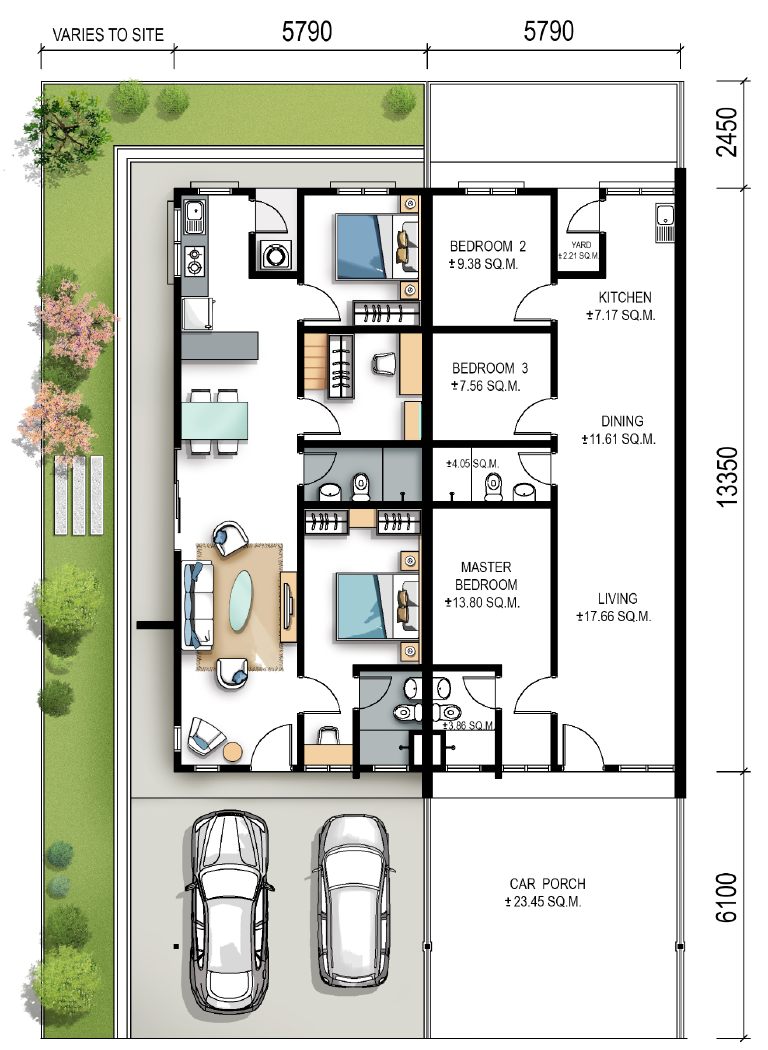 VARIES TO SITE
5790
5790
2450
13350
6100
BEDROOM 2
±9.38 SQ.M.
YARD
±2.21 SQ.M.
KITCHEN
±7.17 SQ.M.
BEDROOM 3
±7.56 SQ.M.
DINING
±11.61 SQ.M.
±4.05 SQ.M.
MASTER
BEDROOM
±13.80 SQ.M.
LIVING
±17.66 SQ.M.
±3.86 SQ.M.
CAR PORCH
±23.45 SQ.M.